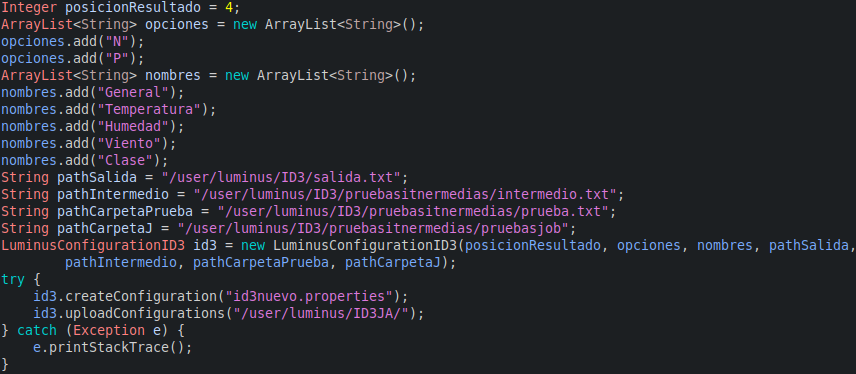 Integer posicionResultado = 4;
ArrayList<String> opciones = new ArrayList<String>();
opciones.add("N");
opciones.add("P");
ArrayList<String> nombres = new ArrayList<String>();
nombres.add("General");
nombres.add("Temperatura");
nombres.add("Humedad");
nombres.add("Viento");
nombres.add("Clase");
String pathSalida = "/user/luminus/ID3/salida.txt";
String pathIntermedio = "/user/luminus/ID3/pruebasitnermedias/intermedio.txt";
String pathCarpetaPrueba = "/user/luminus/ID3/pruebasitnermedias/prueba.txt";
String pathCarpetaJ = "/user/luminus/ID3/pruebasitnermedias/pruebasjob";
LuminusConfigurationID3 id3 = new LuminusConfigurationID3(posicionResultado, opciones, nombres, pathSalida,
        pathIntermedio, pathCarpetaPrueba, pathCarpetaJ);
try {
    id3.createConfiguration("id3nuevo.properties");
    id3.uploadConfigurations("/user/luminus/ID3JA/");
} catch (Exception e) {
    e.printStackTrace();
}